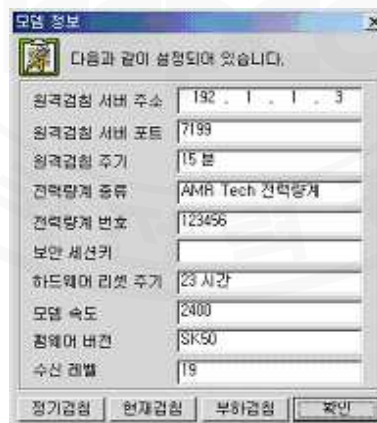 모뎀 정보
다음과 같이 설정되어 있습니다.
원격검침 서버 주소 192 . 1 . 1 . 3
원격검침 서버 포트 7199
원격검침 주기 15 분
전력량계 종류 AMR Tech 전력량계
전력량계 번호 123456
보안 세션키
하드웨어 리셋 주기 23 시간
모뎀 속도 2400
펌웨어 버전 SK50
수신 레벨 19
정기검침 현재검침 부하검침 확인